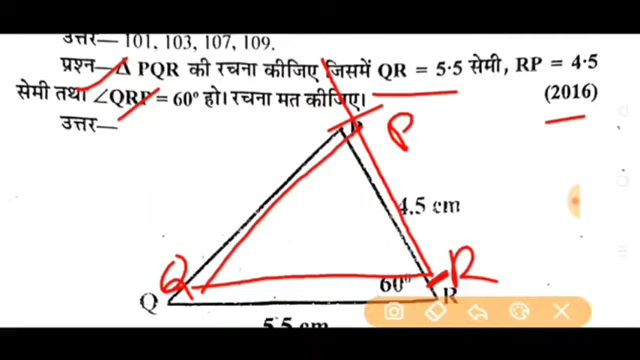 उत्तर— 101, 103, 107, 109.
प्रश्न— Δ PQR की रचना कीजिए जिसमें QR = 5·5 सेमी, RP = 4·5
सेमी तथा ∠QRP = 60° हो। रचना मत कीजिए। (2016)
उत्तर—
P
4.5 cm
Q R
60°
Q R
5.5 cm